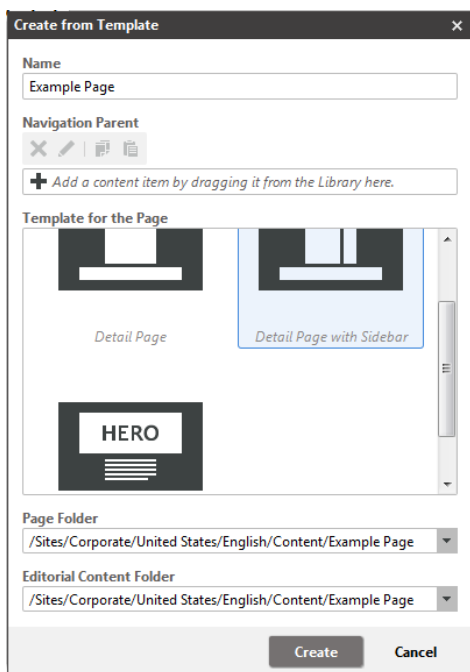 Create from Template
Name
Example Page
Navigation Parent
Add a content item by dragging it from the Library here.
Template for the Page
Detail Page
Detail Page with Sidebar
HERO
Page Folder
/Sites/Corporate/United States/English/Content/Example Page
Editorial Content Folder
/Sites/Corporate/United States/English/Content/Example Page
Create
Cancel